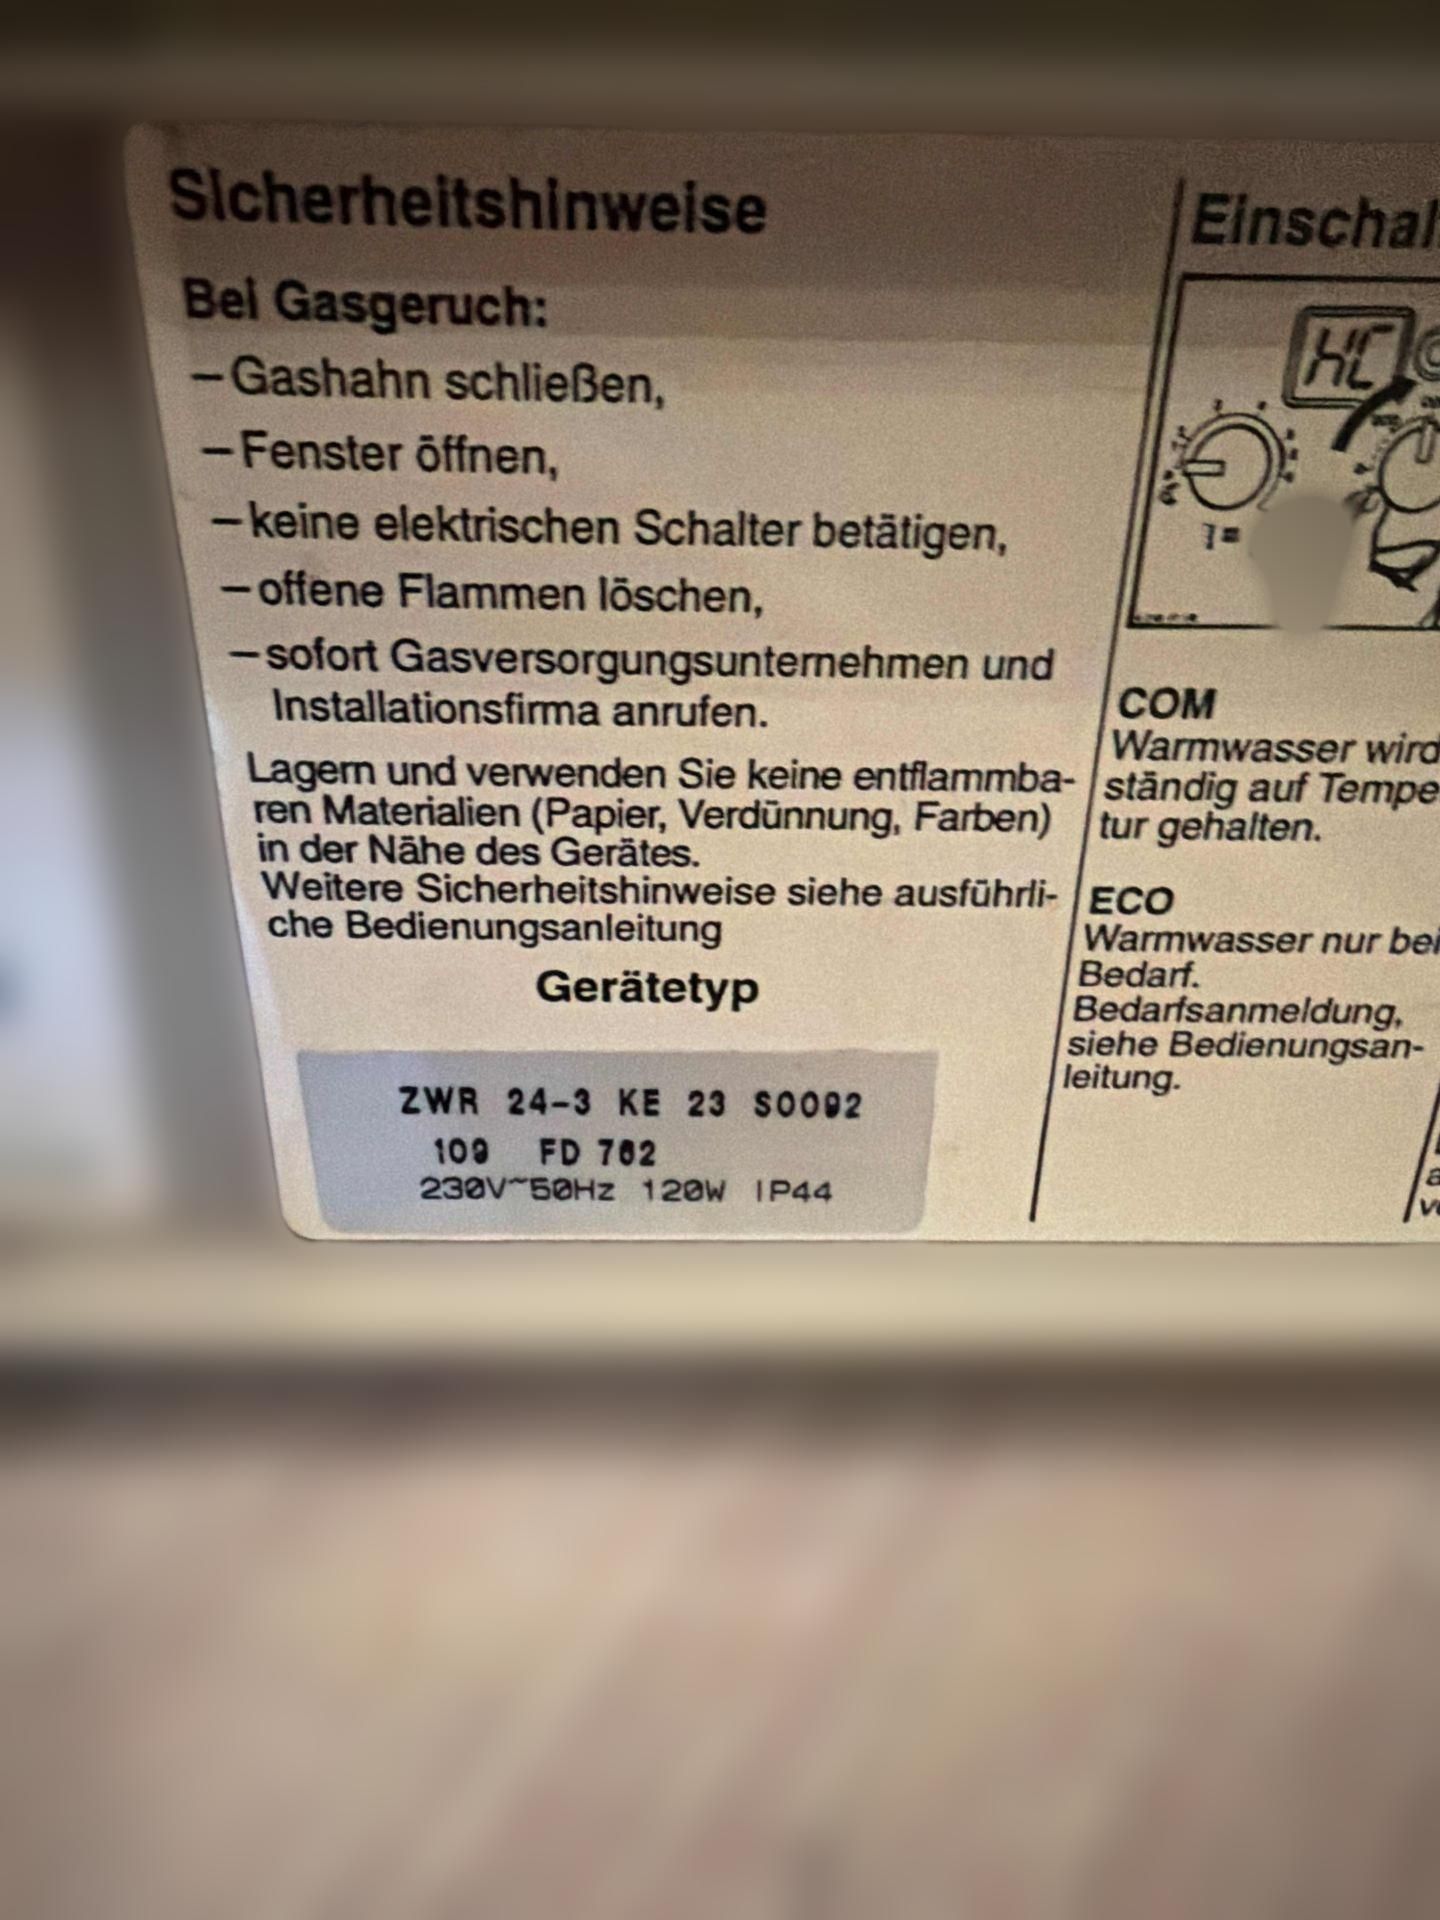 Sicherheitshinweise
Bei Gasgeruch:
– Gashahn schließen,
– Fenster öffnen,
– keine elektrischen Schalter betätigen,
– offene Flammen löschen,
– sofort Gasversorgungsunternehmen und
Installationsfirma anrufen.
Lagern und verwenden Sie keine entflammba-
ren Materialien (Papier, Verdünnung, Farben)
in der Nähe des Gerätes.
Weitere Sicherheitshinweise siehe ausführli-
che Bedienungsanleitung
Gerätetyp
ZWR 24-3 KE 23 S0092
109 FD 762
230V~50Hz 120W IP44
Einschal
COM
Warmwasser wird
ständig auf Tempe
tur gehalten.
ECO
Warmwasser nur bei
Bedarf.
Bedarfsanmeldung,
siehe Bedienungsan-
leitung.